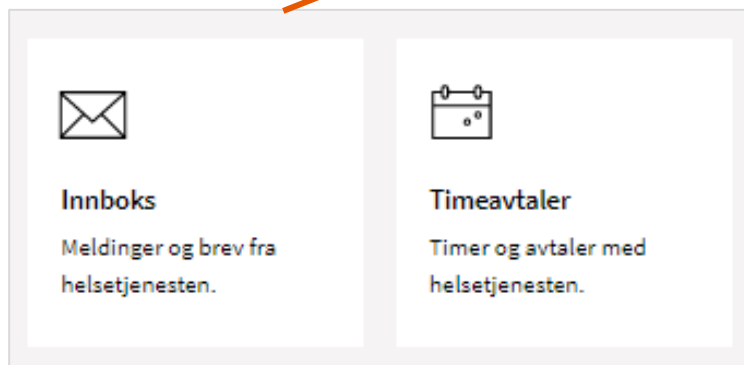 Innboks
Meldinger og brev fra
helsetjenesten.
Timeavtaler
Timer og avtaler med
helsetjenesten.